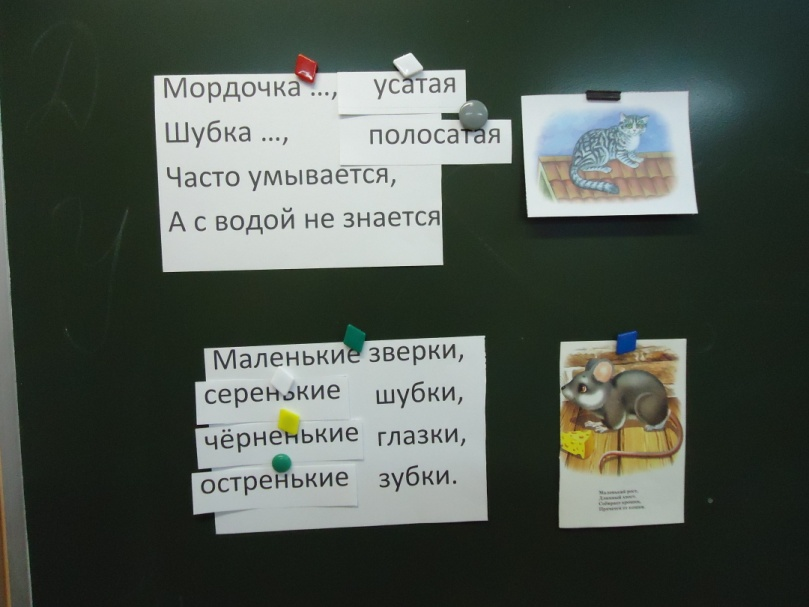 Мордочка ..., усатая
Шубка ..., полосатая
Часто умывается,
А с водой не знается
Маленькие зверки,
серенькие шубки,
чёрненькие глазки,
остренькие зубки.